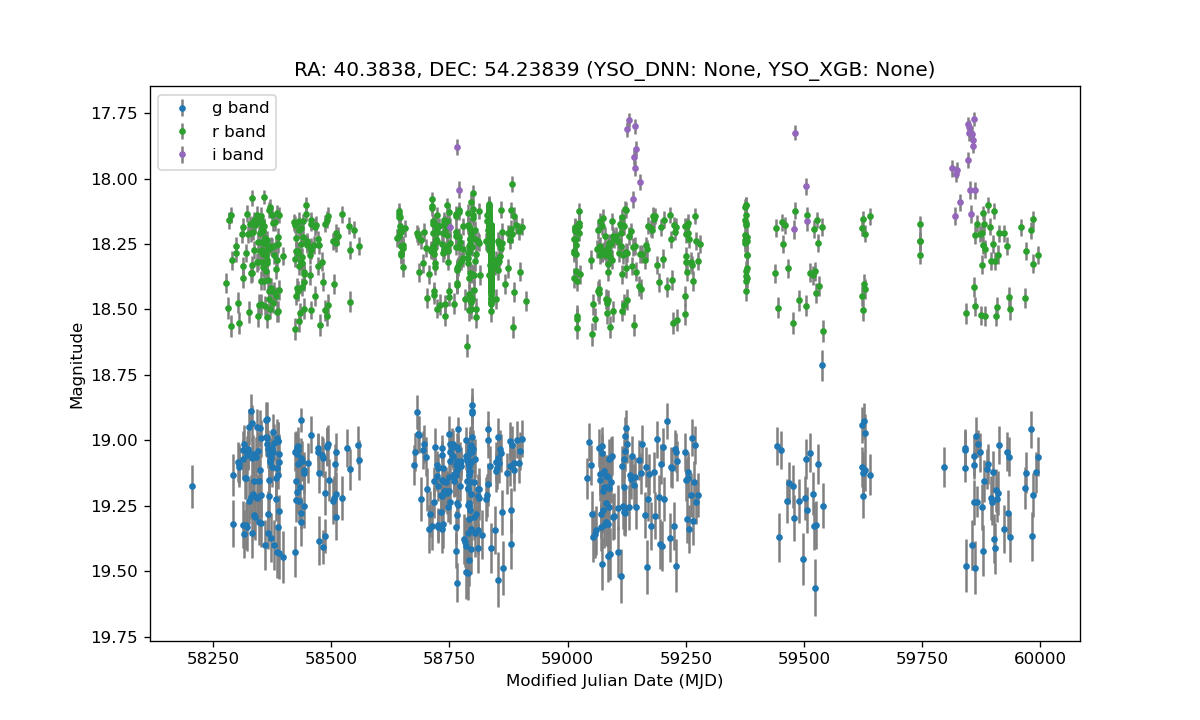 RA: 40.3838, DEC: 54.23839 (YSO_DNN: None, YSO_XGB: None)
g band
r band
i band
17.75
18.00
18.25
18.50
18.75
19.00
19.25
19.50
19.75
Magnitude
58250 58500 58750 59000 59250 59500 59750 60000
Modified Julian Date (MJD)